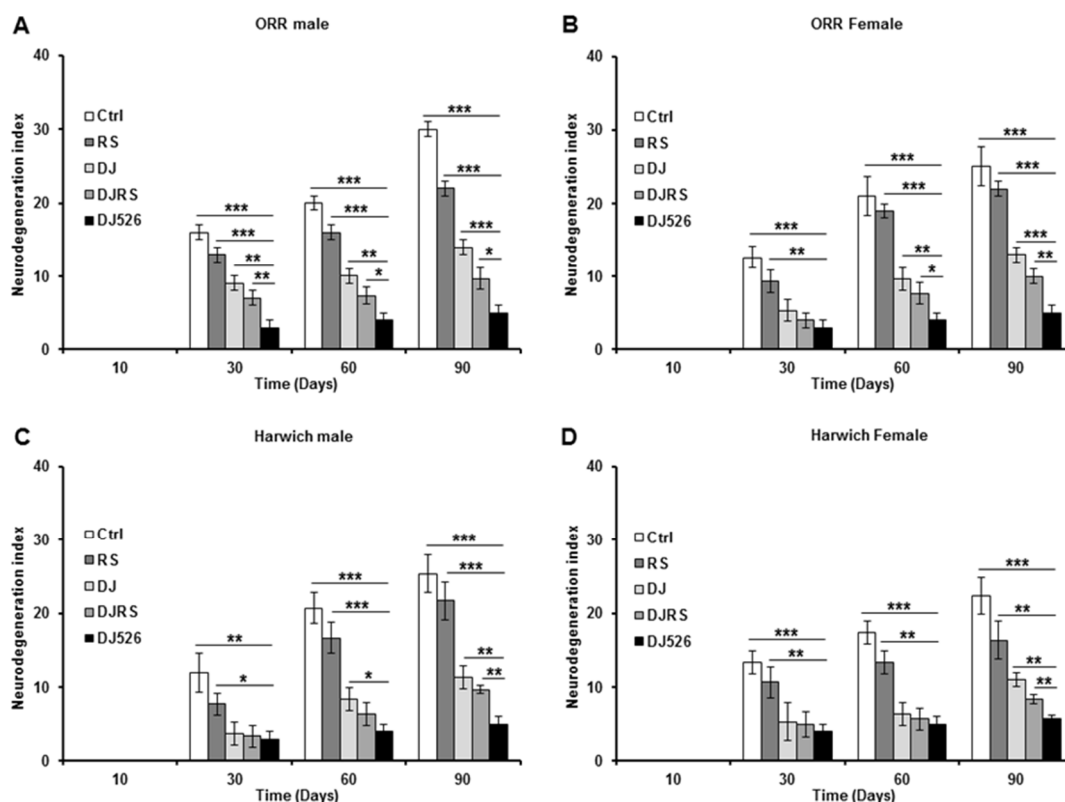 A
ORR male
Neurodegeneration index
40
30
20
10
0
Ctrl
RS
DJ
DJRS
DJ526
***
***
**
**
***
***
**
*
***
***
***
*
10 30 60 90
Time (Days)
B
ORR Female
Neurodegeneration index
40
30
20
10
0
Ctrl
RS
DJ
DJRS
DJ526
***
**
***
***
**
*
***
***
***
**
10 30 60 90
Time (Days)
C
Harwich male
Neurodegeneration index
40
30
20
10
0
Ctrl
RS
DJ
DJRS
DJ526
**
*
***
***
*
***
***
**
**
10 30 60 90
Time (Days)
D
Harwich Female
Neurodegeneration index
40
30
20
10
0
Ctrl
RS
DJ
DJRS
DJ526
***
**
***
**
***
**
**
**
10 30 60 90
Time (Days)